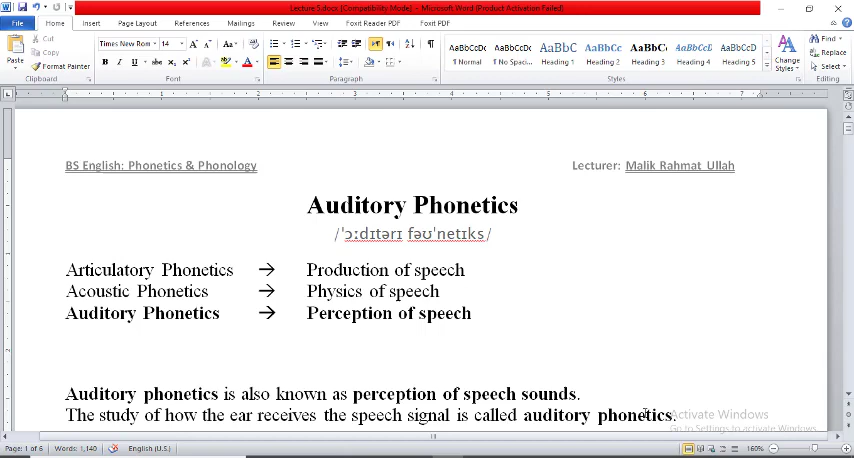 Lecture 5.docx [Compatibility Mode] - Microsoft Word (Product Activation Failed)
File Home Insert Page Layout References Mailings Review View Foxit Reader PDF Foxit PDF
Paste Cut Copy Format Painter
Times New Rom 14
AaBbCcDc AaBbCcDc AaBbC AaBbCc AaBbC AaBbCcD AaBbCcD
¶ Normal ¶ No Spaci... Heading 1 Heading 2 Heading 3 Heading 4 Heading 5
Change Styles
Find Replace Select
Clipboard Font Paragraph Styles Editing
BS English: Phonetics & Phonology Lecturer: Malik Rahmat Ullah
Auditory Phonetics
/ˈɔːdɪtərɪ fəʊˈnetɪks/
Articulatory Phonetics → Production of speech
Acoustic Phonetics → Physics of speech
Auditory Phonetics → Perception of speech
Auditory phonetics is also known as perception of speech sounds.
The study of how the ear receives the speech signal is called auditory phonetics.
Activate Windows
Go to Settings to activate Windows.
Page: 1 of 6 Words: 1,140 English (U.S.) 160%